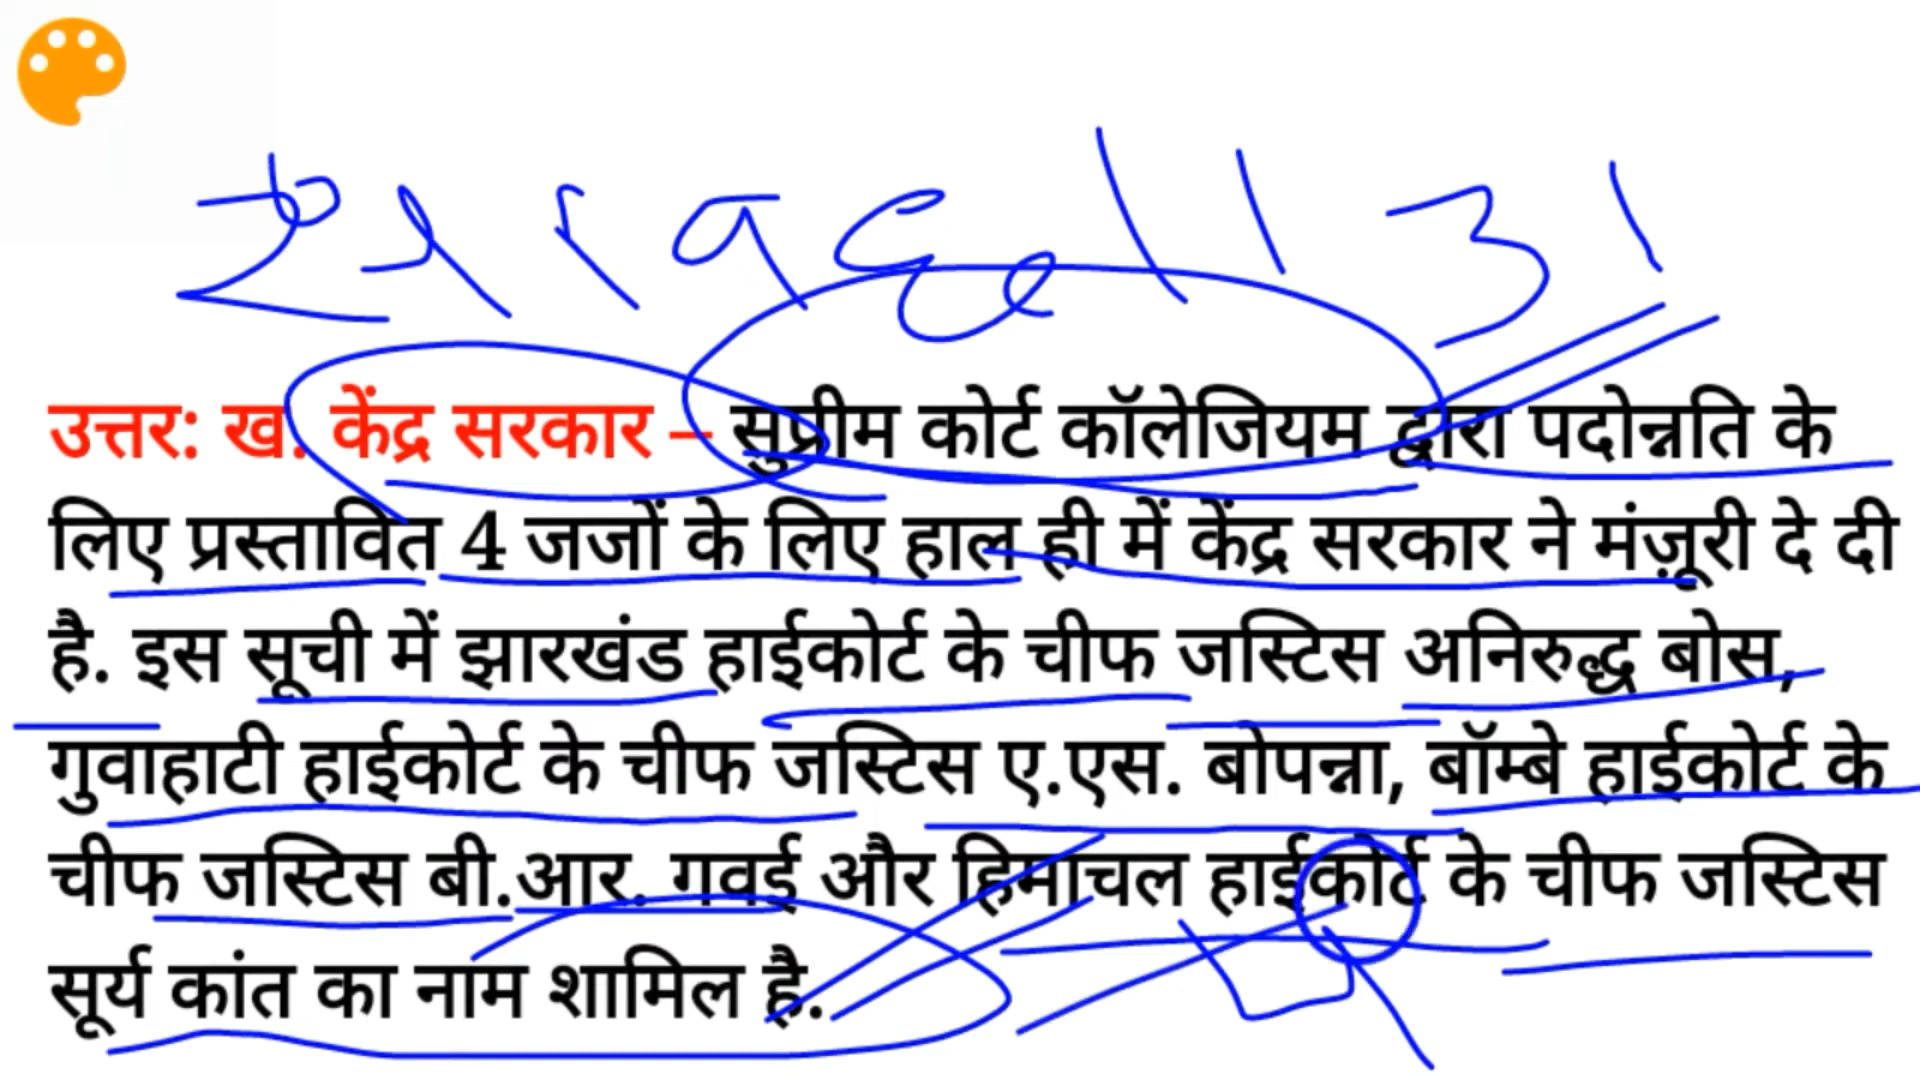 उत्तर: ख. केंद्र सरकार – सुप्रीम कोर्ट कॉलेजियम द्वारा पदोन्नति के
लिए प्रस्तावित 4 जजों के लिए हाल ही में केंद्र सरकार ने मंज़ूरी दे दी
है. इस सूची में झारखंड हाईकोर्ट के चीफ जस्टिस अनिरुद्ध बोस,
गुवाहाटी हाईकोर्ट के चीफ जस्टिस ए.एस. बोपन्ना, बॉम्बे हाईकोर्ट के
चीफ जस्टिस बी.आर. गवई और हिमाचल हाईकोर्ट के चीफ जस्टिस
सूर्य कांत का नाम शामिल है.